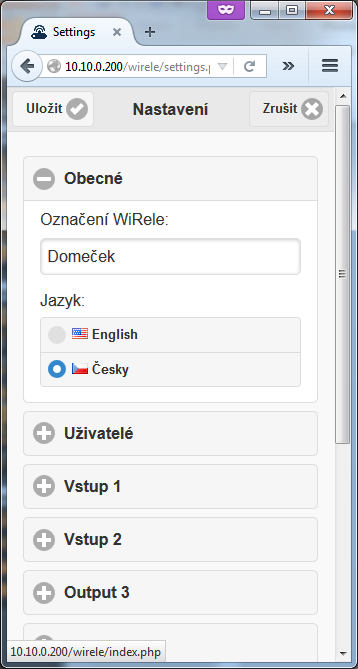 Settings
10.10.0.200/wirele/settings.p
Uložit
Nastavení
Zrušit
Obecné
Označení WiRele:
Domeček
Jazyk:
English
Česky
Uživatelé
Vstup 1
Vstup 2
Output 3
10.10.0.200/wirele/index.php